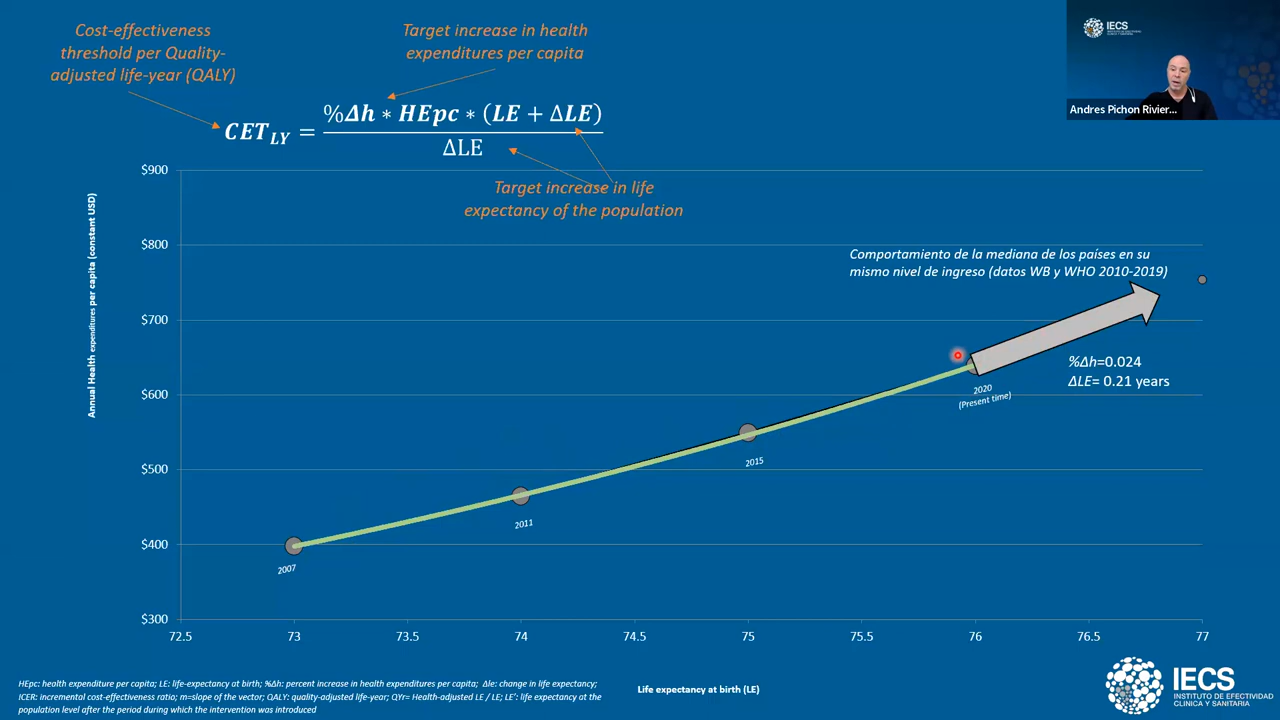 Cost-effectiveness
threshold per Quality-
adjusted life-year (QALY)
Target increase in health
expenditures per capita
CET_LY = %Δh * HEpc * (LE + ΔLE)
ΔLE
Target increase in life
expectancy of the population
IECS
INSTITUTO DE EFECTIVIDAD
CLINICA Y SANITARIA
Andres Pichon Rivier...
Annual Health expenditures per capita (constant USD)
$900
$800
$700
$600
$500
$400
$300
Comportamiento de la mediana de los países en su
mismo nivel de ingreso (datos WB y WHO 2010-2019)
%Δh=0.024
ΔLE= 0.21 years
2020
(Present time)
2015
2011
2007
72.5 73 73.5 74 74.5 75 75.5 76 76.5 77
Life expectancy at birth (LE)
HEpc: health expenditure per capita; LE: life-expectancy at birth; %Δh: percent increase in health expenditures per capita; Δle: change in life expectancy;
ICER: incremental cost-effectiveness ratio; m=slope of the vector; QALY: quality-adjusted life-year; QYr= Health-adjusted LE / LE; LE': life expectancy at the
population level after the period during which the intervention was introduced
IECS
INSTITUTO DE EFECTIVIDAD
CLINICA Y SANITARIA